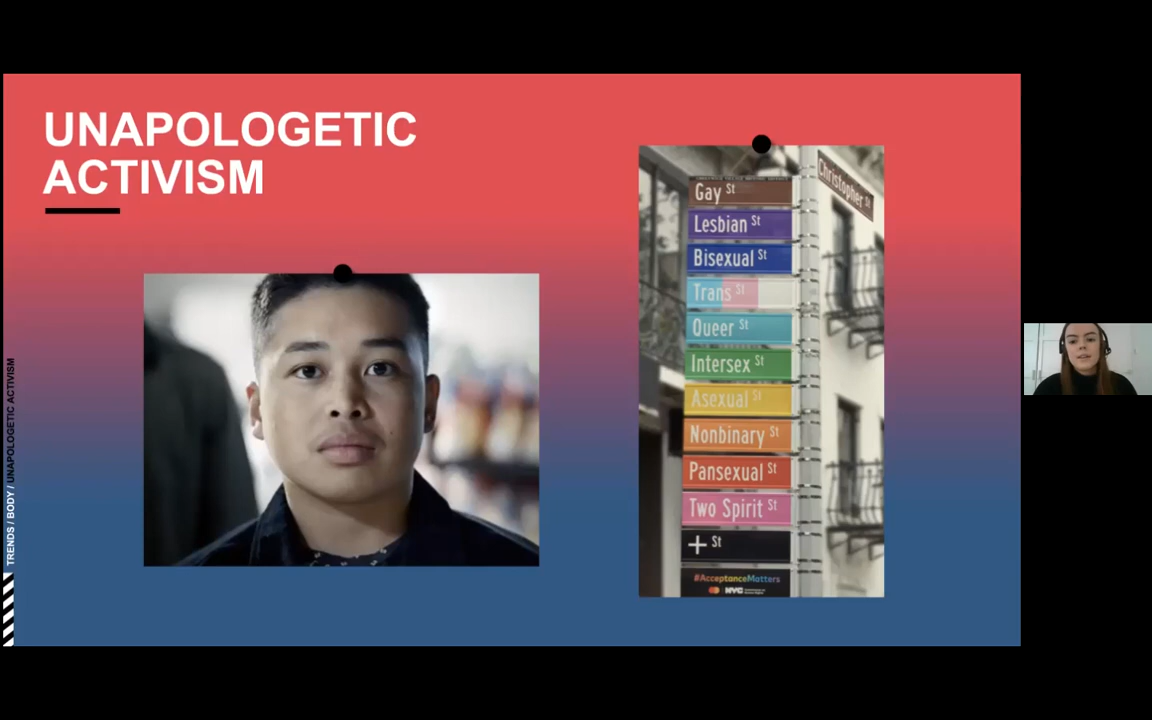 UNAPOLOGETIC
ACTIVISM
TRENDS / BODY / UNAPOLOGETIC ACTIVISM
Christopher St
Gay St
Lesbian St
Bisexual St
Trans St
Queer St
Intersex St
Asexual St
Nonbinary St
Pansexual St
Two Spirit St
+ St
#AcceptanceMatters
NYC